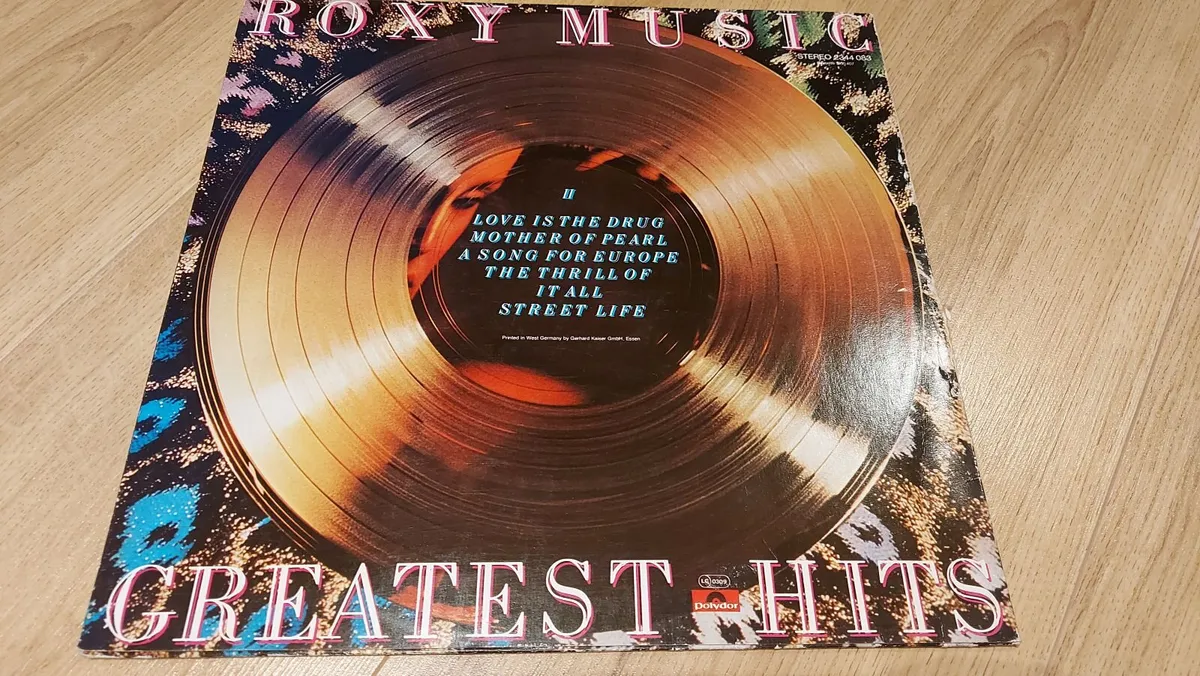 ROXY MUSIC
STEREO 2344 083
II
LOVE IS THE DRUG
MOTHER OF PEARL
A SONG FOR EUROPE
THE THRILL OF
IT ALL
STREET LIFE
Printed in West Germany by Gerhard Kaiser GmbH, Essen
LC 0309
polydor
GREATEST HITS